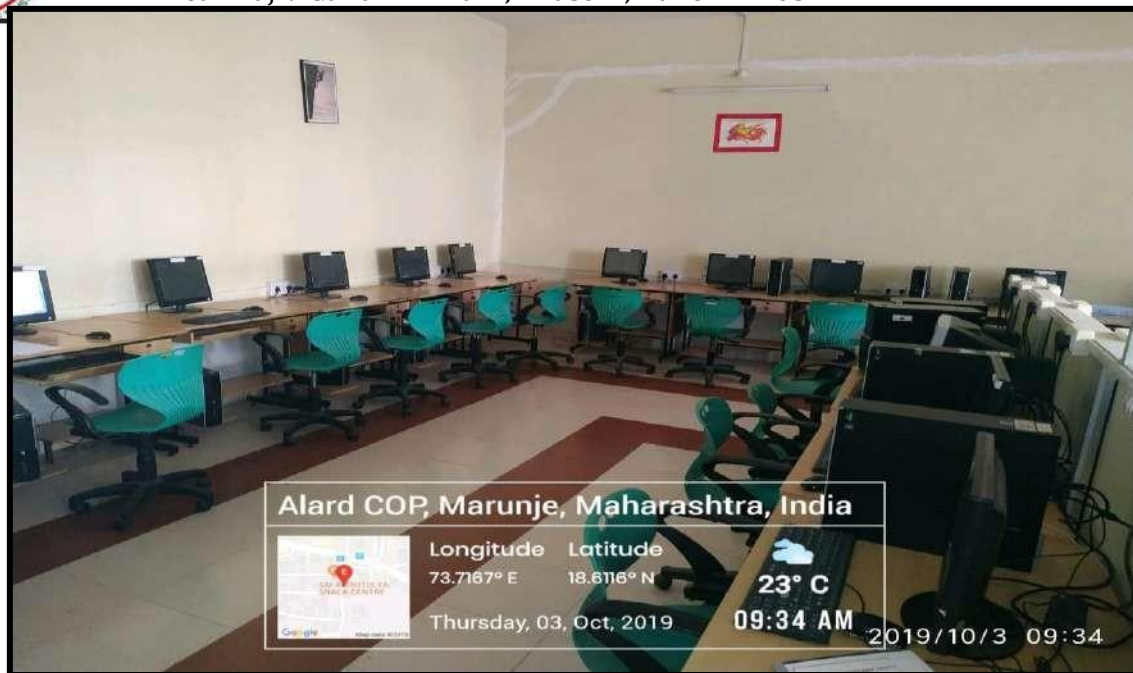 Alard COP, Marunje, Maharashtra, India
Longitude Latitude
73.7167° E 18.6116° N
Thursday, 03, Oct, 2019
23° C
09:34 AM
2019/10/3 09:34
Google